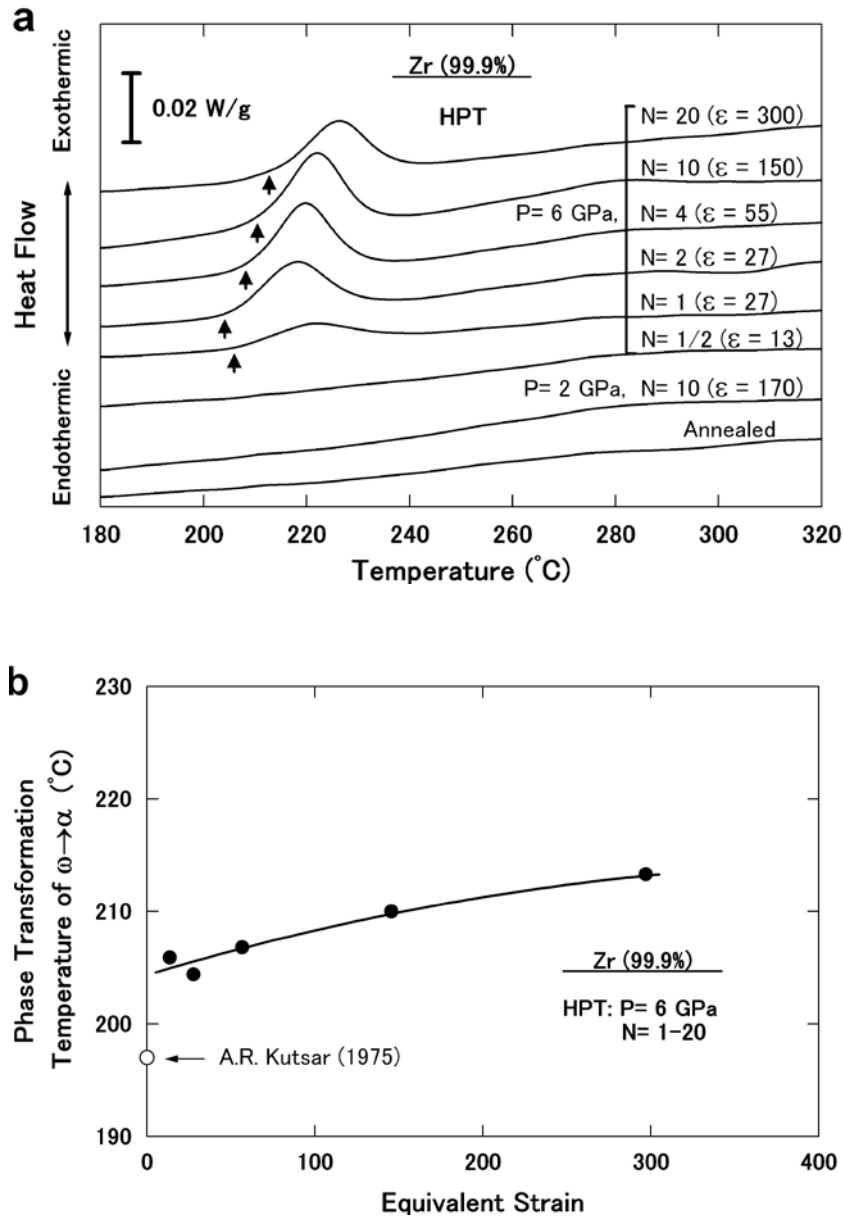 a
Exothermic
Heat Flow
Endothermic
0.02 W/g
Zr (99.9%)
HPT
N= 20 (ε = 300)
N= 10 (ε = 150)
P= 6 GPa, N= 4 (ε = 55)
N= 2 (ε = 27)
N= 1 (ε = 27)
N= 1/2 (ε = 13)
P= 2 GPa, N= 10 (ε = 170)
Annealed
180 200 220 240 260 280 300 320
Temperature (°C)
b
Phase Transformation
Temperature of ω→α (°C)
230
220
210
200
190
Zr (99.9%)
HPT: P= 6 GPa
N= 1-20
A.R. Kutsar (1975)
0 100 200 300 400
Equivalent Strain